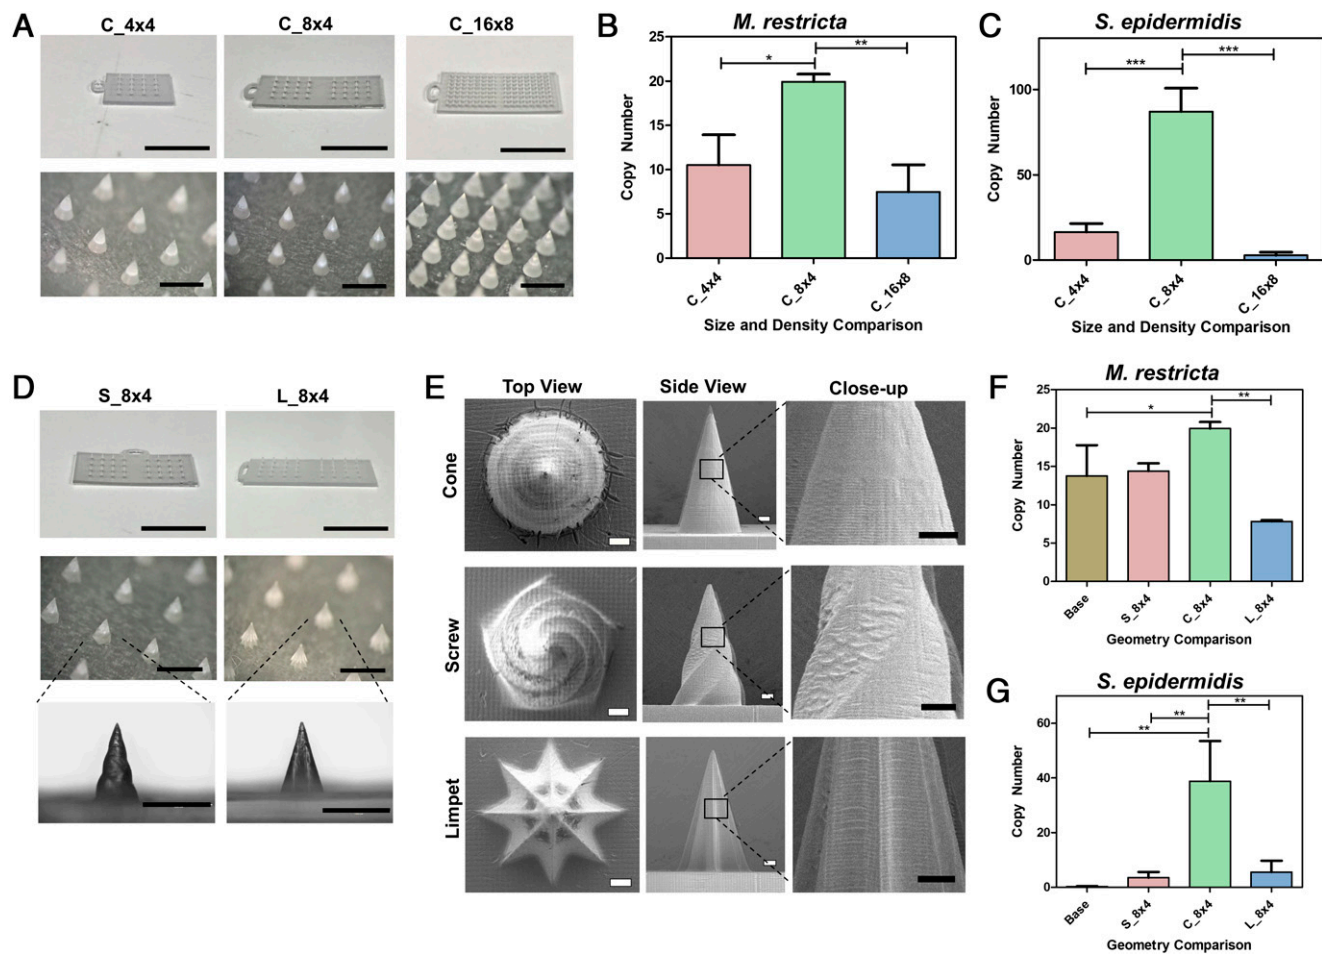 A
C_4x4
C_8x4
C_16x8
B
M. restricta
25
20
15
10
5
0
Copy Number
*
**
C_4x4
C_8x4
C_16x8
Size and Density Comparison
C
S. epidermidis
100
50
0
Copy Number
***
***
C_4x4
C_8x4
C_16x8
Size and Density Comparison
D
S_8x4
L_8x4
E
Top View
Side View
Close-up
Cone
Screw
Limpet
F
M. restricta
25
20
15
10
5
0
Copy Number
*
**
Base
S_8x4
C_8x4
L_8x4
Geometry Comparison
G
S. epidermidis
60
40
20
0
Copy Number
**
**
**
Base
S_8x4
C_8x4
L_8x4
Geometry Comparison